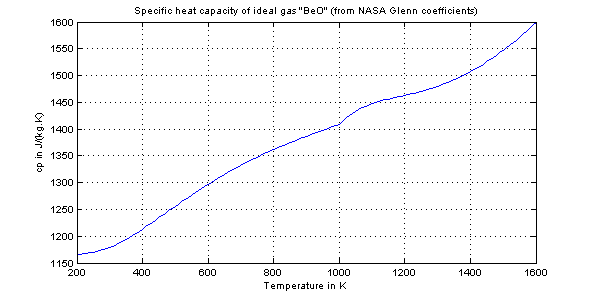 Specific heat capacity of ideal gas "BeO" (from NASA Glenn coefficients)
1600
1550
1500
1450
1400
1350
1300
1250
1200
1150
cp in J/(kg.K)
200 400 600 800 1000 1200 1400 1600
Temperature in K